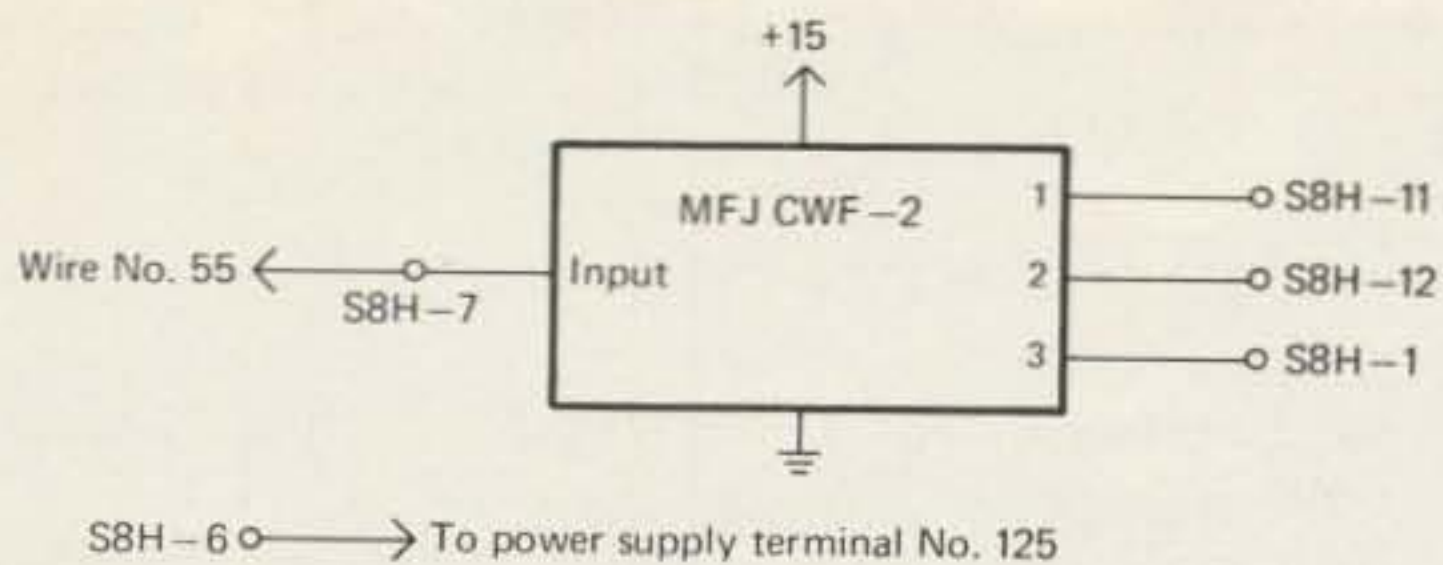 +15
MFJ CWF-2
1
S8H-11
Wire No. 55
Input
2
S8H-12
S8H-7
3
S8H-1
S8H-6
To power supply terminal No. 125